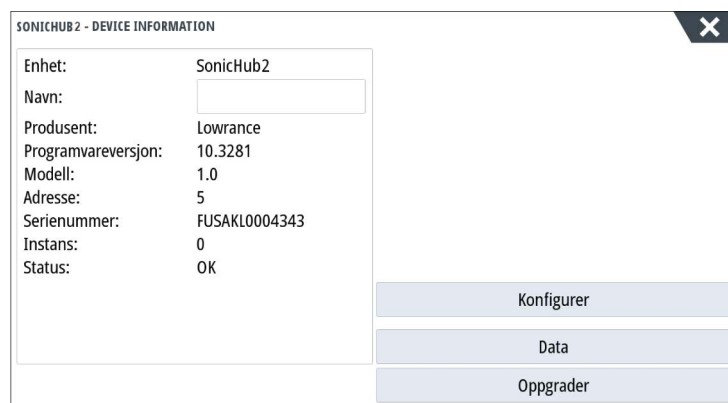 SONICHUB2 - DEVICE INFORMATION
Enhet: SonicHub2
Navn:
Produsent: Lowrance
Programvareversjon: 10.3281
Modell: 1.0
Adresse: 5
Serienummer: FUSAKL0004343
Instans: 0
Status: OK
Konfigurer
Data
Oppgrader